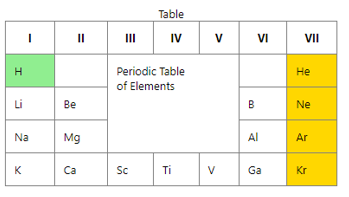 Table
I II III IV V VI VII
H Periodic Table of Elements He
Li Be B Ne
Na Mg Al Ar
K Ca Sc Ti V Ga Kr